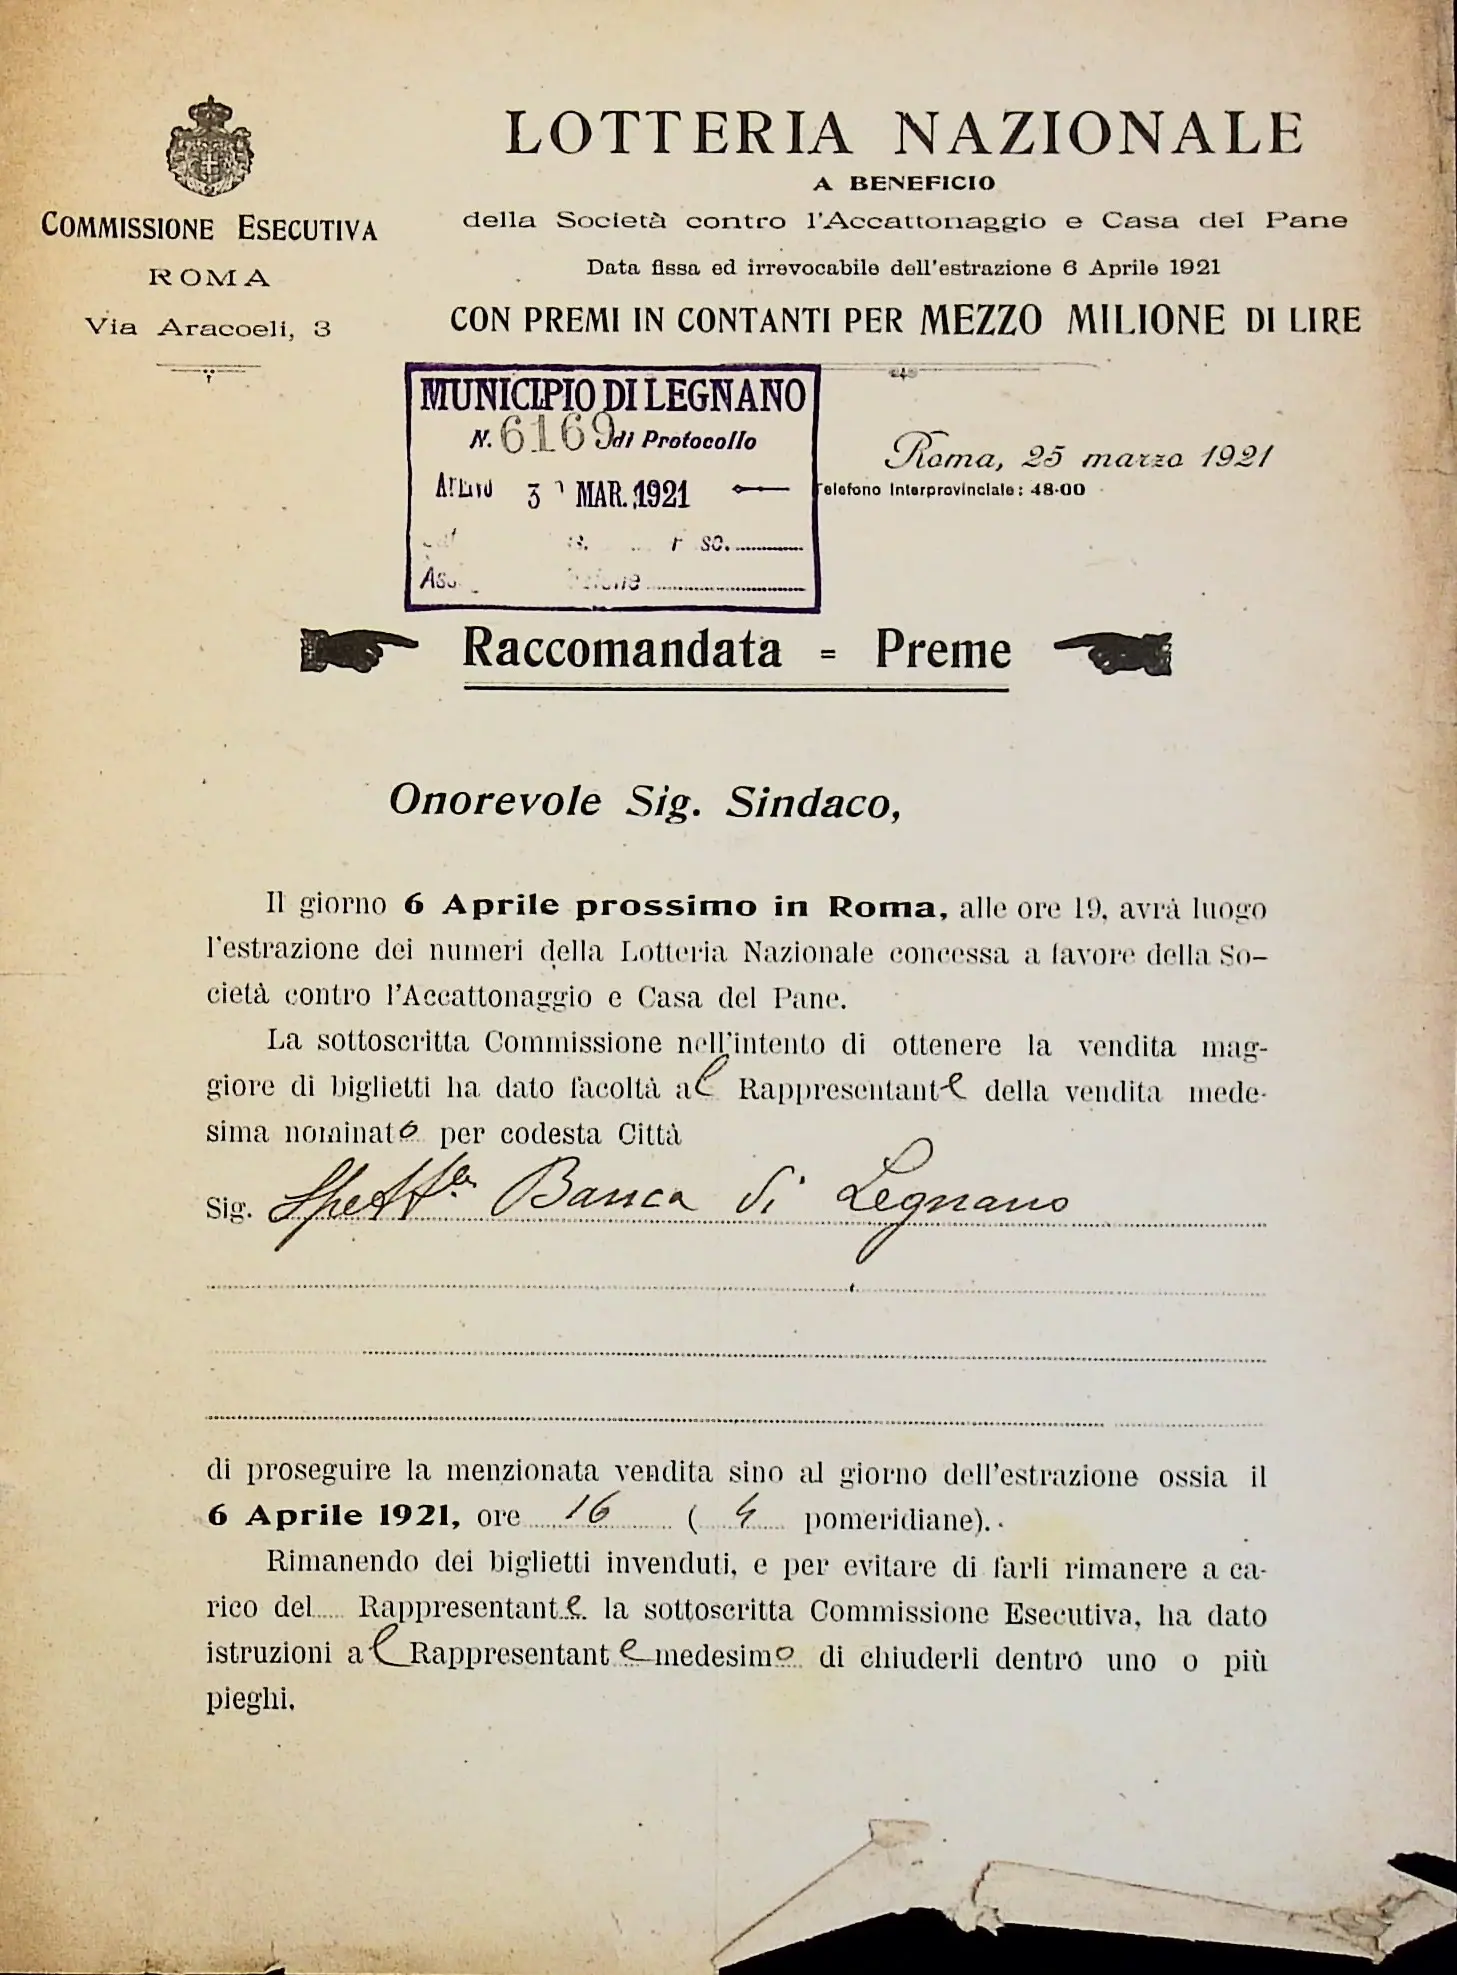 COMMISSIONE ESECUTIVA
ROMA
Via Aracoeli, 3
LOTTERIA NAZIONALE
A BENEFICIO
della Società contro l'Accattonaggio e Casa del Pane
Data fissa ed irrevocabile dell'estrazione 6 Aprile 1921
CON PREMI IN CONTANTI PER MEZZO MILIONE DI LIRE
MUNICIPIO DI LEGNANO
N. 6169 di Protocollo
MAR. 1921
Roma, 25 marzo 1921
Telefono Interprovinciale: 48-00
Raccomandata = Preme
Onorevole Sig. Sindaco,
Il giorno 6 Aprile prossimo in Roma, alle ore 19, avrà luogo
l'estrazione dei numeri della Lotteria Nazionale concessa a favore della So-
cietà contro l'Accattonaggio e Casa del Pane.
La sottoscritta Commissione nell'intento di ottenere la vendita mag-
giore di biglietti ha dato facoltà al Rappresentante della vendita mede-
sima nominato per codesta Città
Sig. Spett.le Banca di Legnano
di proseguire la menzionata vendita sino al giorno dell'estrazione ossia il
6 Aprile 1921, ore 16 ( 4 pomeridiane).
Rimanendo dei biglietti invenduti, e per evitare di farli rimanere a ca-
rico del Rappresentante la sottoscritta Commissione Esecutiva, ha dato
istruzioni al Rappresentante medesimo di chiuderli dentro uno o più
pieghi.